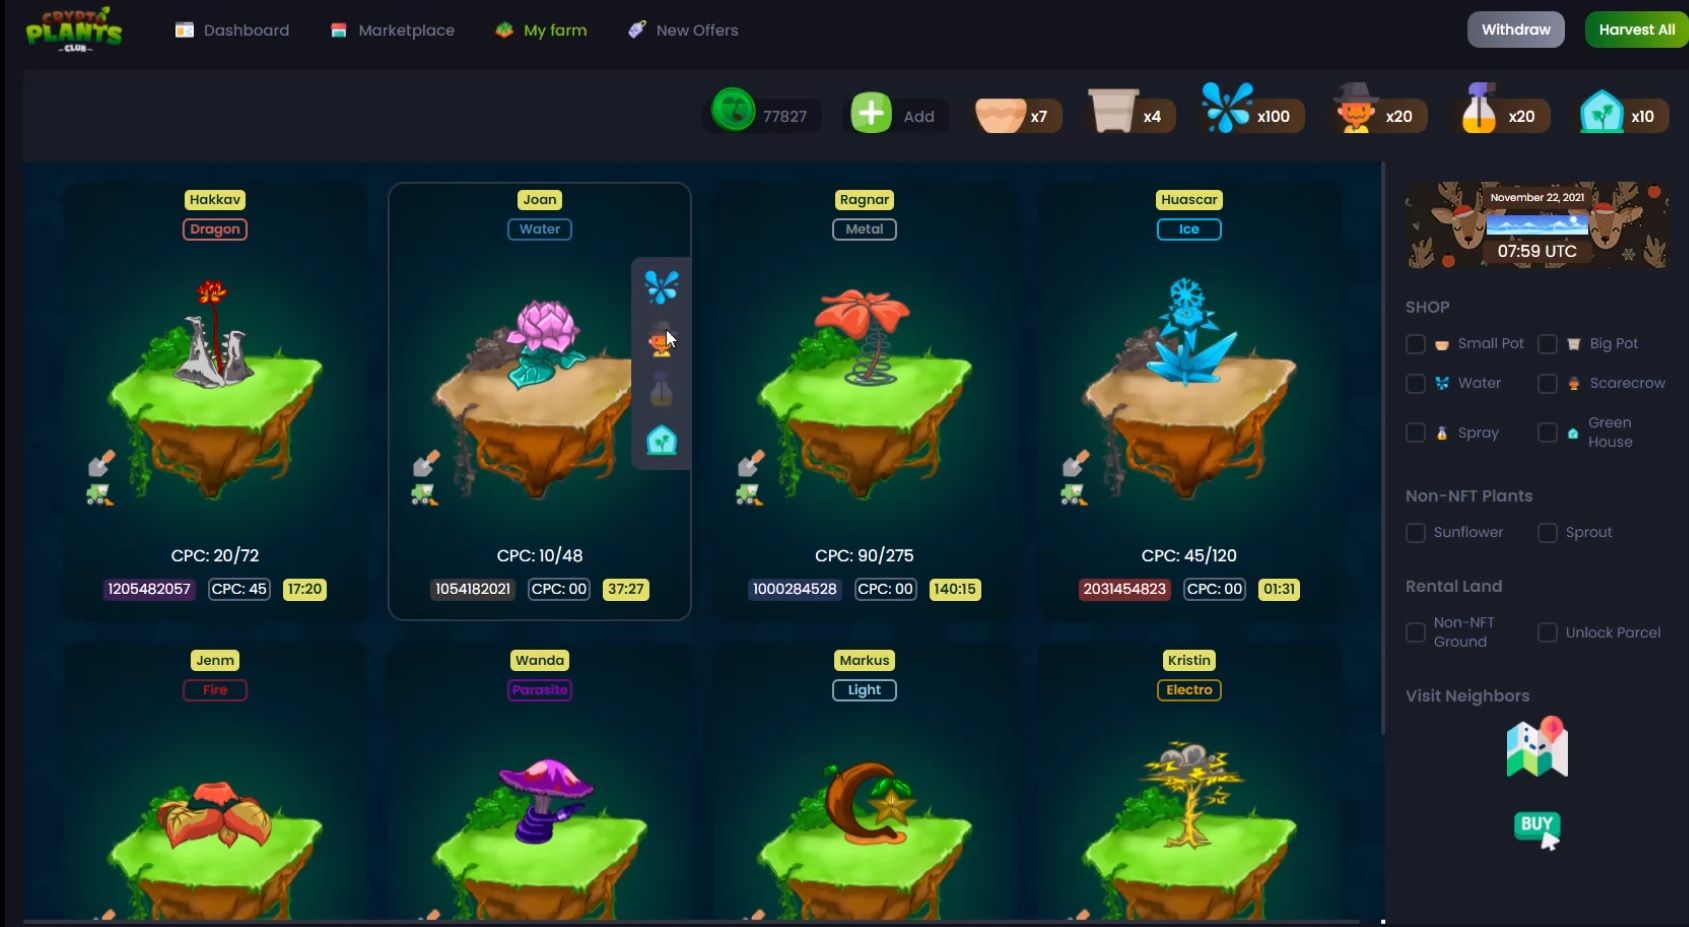 CRYPTO
PLANTS
-CLUB-
Dashboard
Marketplace
My farm
New Offers
Withdraw
Harvest All
77827
Add
x7
x4
x100
x20
x20
x10
Hakkav
Dragon
CPC: 20/72
1205482057
CPC: 45
17:20
Joan
Water
CPC: 10/48
1054182021
CPC: 00
37:27
Ragnar
Metal
CPC: 90/275
1000284528
CPC: 00
140:15
Huascar
Ice
CPC: 45/120
2031454823
CPC: 00
01:31
Jenm
Fire
Wanda
Parasite
Markus
Light
Kristin
Electro
November 22, 2021
07:59 UTC
SHOP
Small Pot
Big Pot
Water
Scarecrow
Spray
Green
House
Non-NFT Plants
Sunflower
Sprout
Rental Land
Non-NFT
Ground
Unlock Parcel
Visit Neighbors
BUY